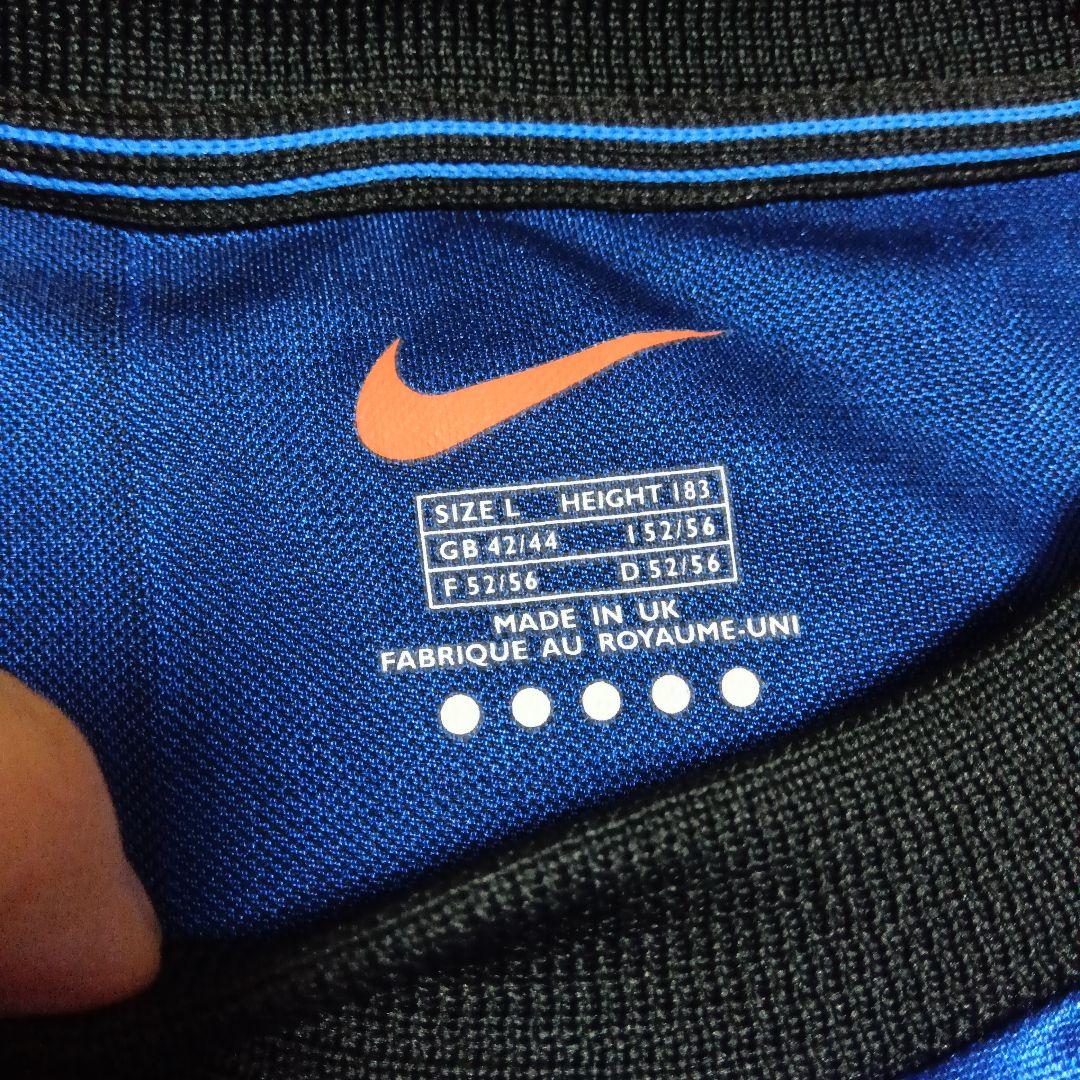 SIZE L HEIGHT 183
GB 42/44 I 52/56
F 52/56 D 52/56
MADE IN UK
FABRIQUE AU ROYAUME-UNI